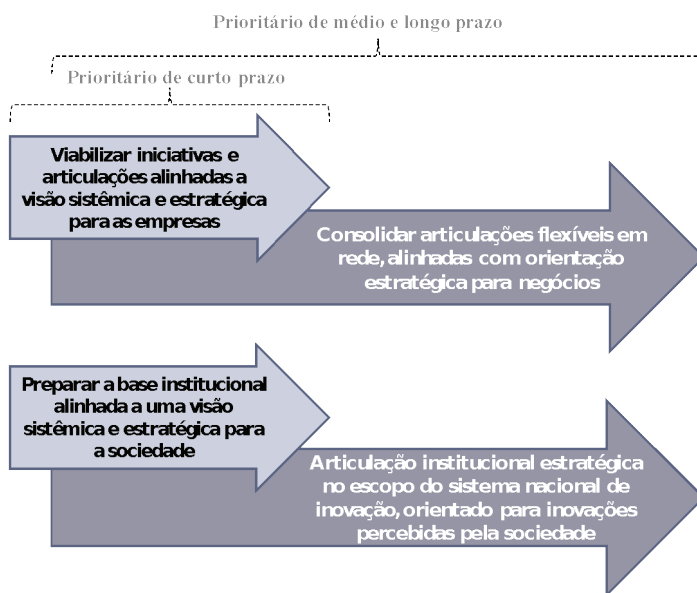 Prioritário de médio e longo prazo
Prioritário de curto prazo
Viabilizar iniciativas e
articulações alinhadas a
visão sistêmica e estratégica
para as empresas
Consolidar articulações flexíveis em
rede, alinhadas com orientação
estratégica para negócios
Preparar a base institucional
alinhada a uma visão
sistêmica e estratégica para
a sociedade
Articulação institucional estratégica
no escopo do sistema nacional de
inovação, orientado para inovações
percebidas pela sociedade